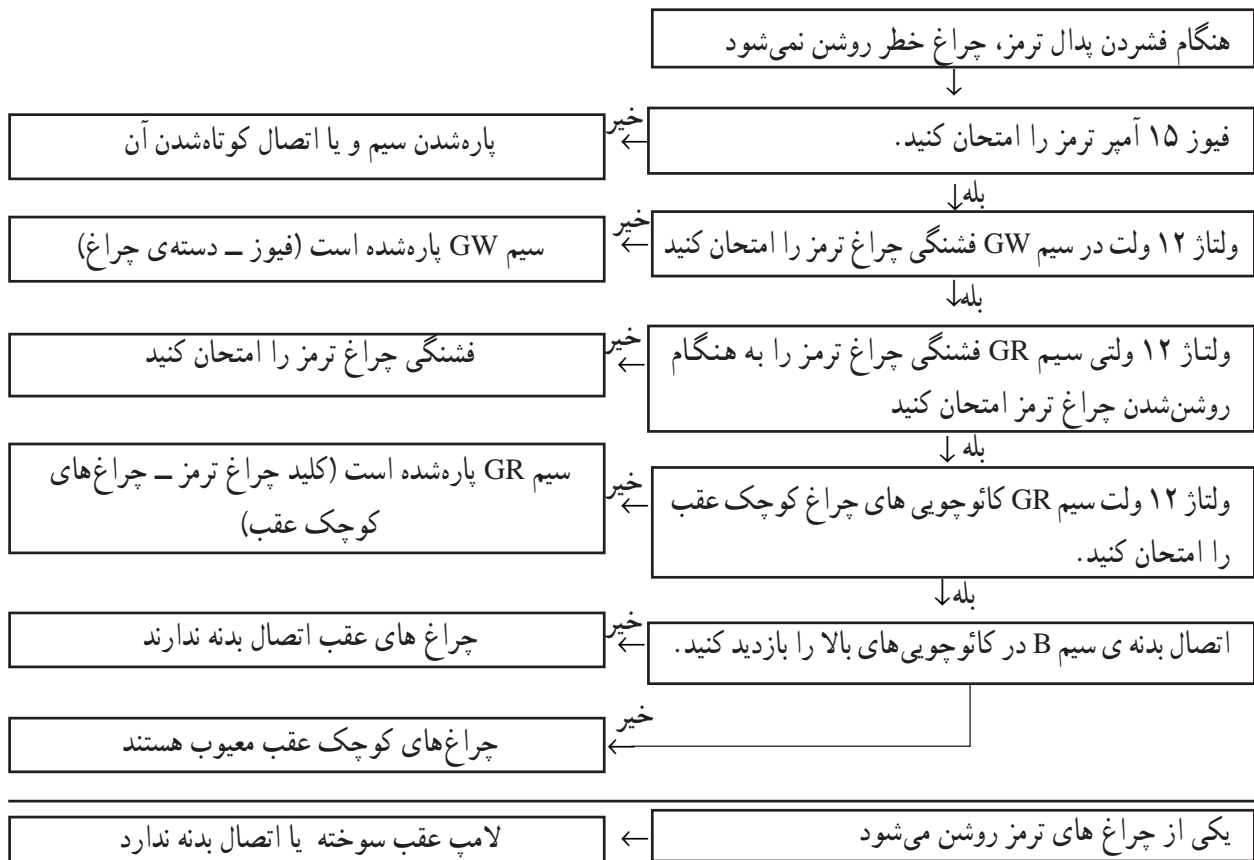 هنگام فشردن پدال ترمز، چراغ خطر روشن نمی‌شود
↓
فیوز ۱۵ آمپر ترمز را امتحان کنید.
خیر
←
پاره‌شدن سیم و یا اتصال کوتاه‌شدن آن
بله↓
ولتاژ ۱۲ ولت در سیم GW فشنگی چراغ ترمز را امتحان کنید
خیر
←
سیم GW پاره‌شده است (فیوز ــ دسته‌ی چراغ)
بله↓
ولتاژ ۱۲ ولتی سیم GR فشنگی چراغ ترمز را به هنگام
روشن‌شدن چراغ ترمز امتحان کنید
خیر
←
فشنگی چراغ ترمز را امتحان کنید
بله ↓
ولتاژ ۱۲ ولت سیم GR کائوچویی های چراغ کوچک عقب
را امتحان کنید.
خیر
←
سیم GR پاره‌شده است (کلید چراغ ترمز ــ چراغ‌های
کوچک عقب)
بله↓
اتصال بدنه ی سیم B در کائوچویی‌های بالا را بازدید کنید.
خیر
←
چراغ های عقب اتصال بدنه ندارند
خیر
←
چراغ‌های کوچک عقب معیوب هستند
یکی از چراغ های ترمز روشن می‌شود
←
لامپ عقب سوخته یا اتصال بدنه ندارد